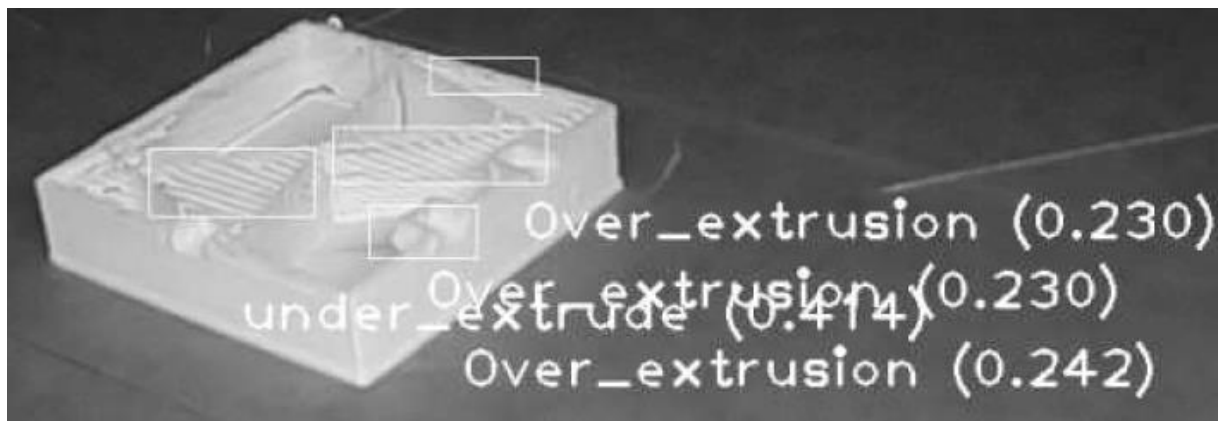 Over_extrusion (0.230)
Over_extrusion (0.230)
under_extrude (0.414)
Over_extrusion (0.242)